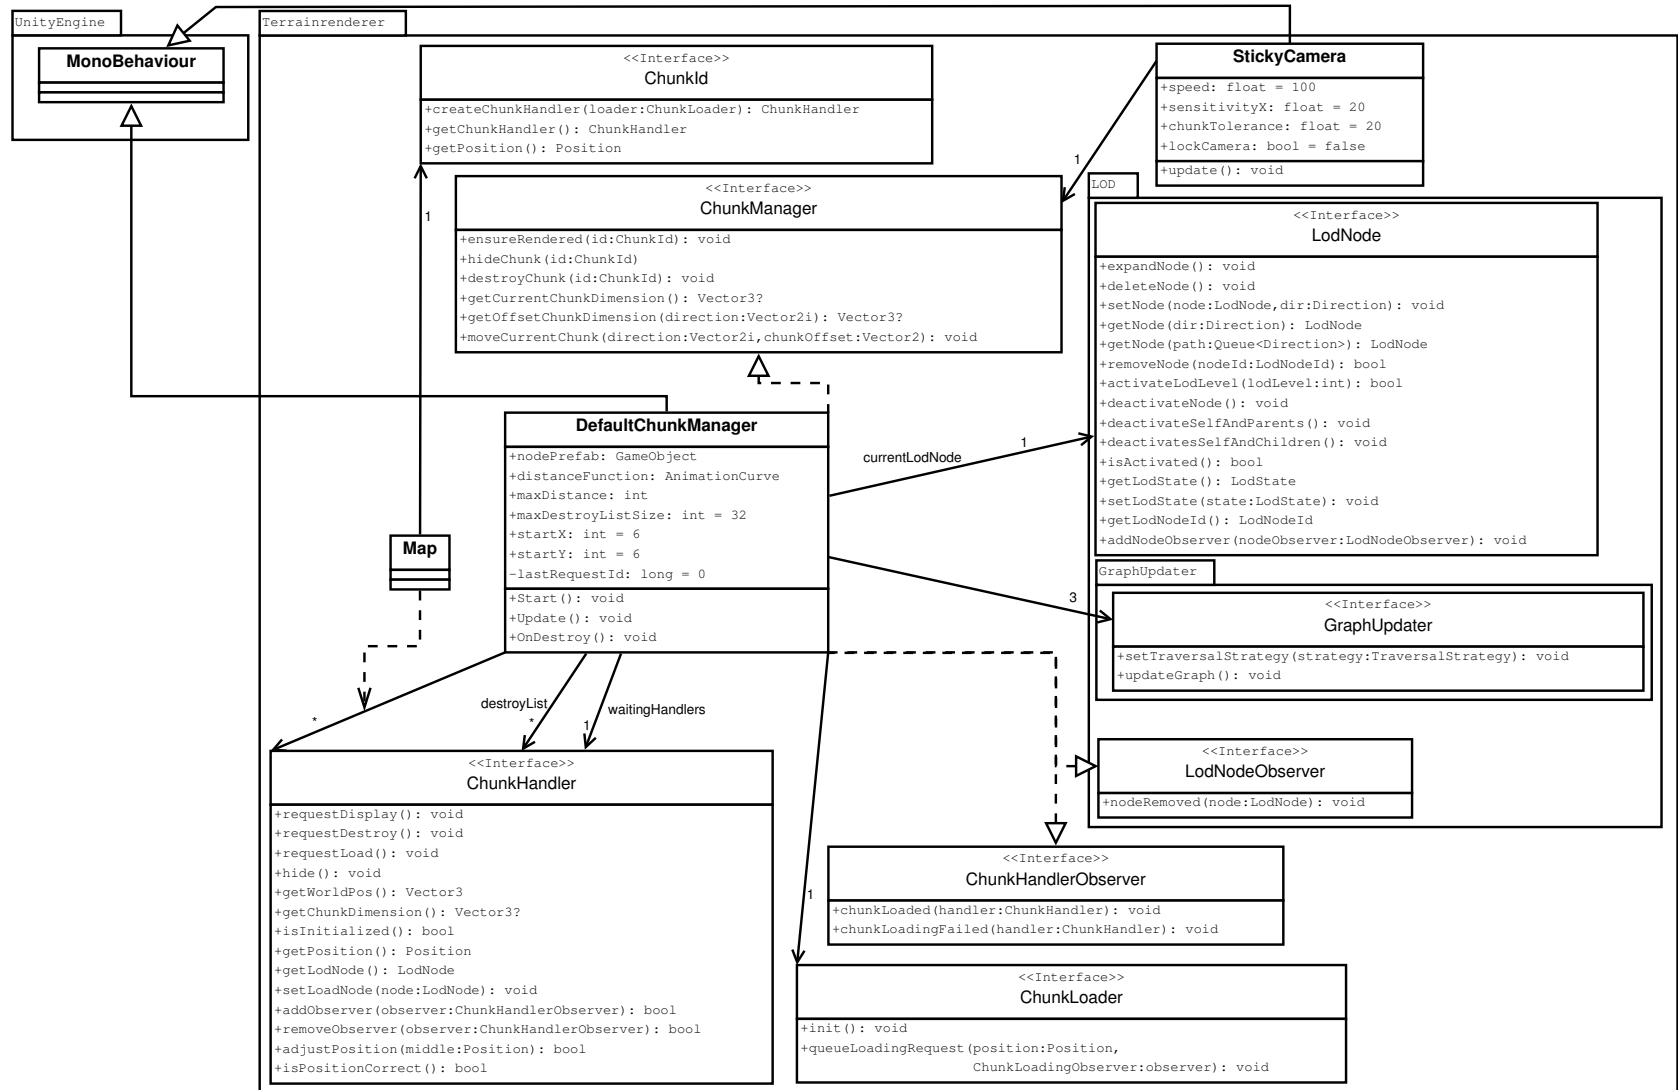 UnityEngine
Terrainrenderer
MonoBehaviour
<<Interface>>
ChunkId
+createChunkHandler(loader:ChunkLoader): ChunkHandler
+getChunkHandler(): ChunkHandler
+getPosition(): Position
StickyCamera
+speed: float = 100
+sensitivityX: float = 20
+chunkTolerance: float = 20
+lockCamera: bool = false
+update(): void
1
1
<<Interface>>
ChunkManager
+ensureRendered(id:ChunkId): void
+hideChunk(id:ChunkId)
+destroyChunk(id:ChunkId): void
+getCurrentChunkDimension(): Vector3?
+getOffsetChunkDimension(direction:Vector2i): Vector3?
+moveCurrentChunk(direction:Vector2i,chunkOffset:Vector2): void
LOD
<<Interface>>
LodNode
+expandNode(): void
+deleteNode(): void
+setNode(node:LodNode,dir:Direction): void
+getNode(dir:Direction): LodNode
+getNode(path:Queue<Direction>): LodNode
+removeNode(nodeId:LodNodeId): bool
+activateLodLevel(lodLevel:int): bool
+deactivateNode(): void
+deactivateSelfAndParents(): void
+deactivatesSelfAndChildren(): void
+isActivated(): bool
+getLodState(): LodState
+setLodState(state:LodState): void
+getLodNodeId(): LodNodeId
+addNodeObserver(nodeObserver:LodNodeObserver): void
DefaultChunkManager
+nodePrefab: GameObject
+distanceFunction: AnimationCurve
+maxDistance: int
+maxDestroyListSize: int = 32
+startX: int = 6
+startY: int = 6
-lastRequestId: long = 0
+Start(): void
+Update(): void
+OnDestroy(): void
currentLodNode
1
3
Map
GraphUpdater
<<Interface>>
GraphUpdater
+setTraversalStrategy(strategy:TraversalStrategy): void
+updateGraph(): void
*
destroyList
*
waitingHandlers
1
<<Interface>>
LodNodeObserver
+nodeRemoved(node:LodNode): void
<<Interface>>
ChunkHandler
+requestDisplay(): void
+requestDestroy(): void
+requestLoad(): void
+hide(): void
+getWorldPos(): Vector3
+getChunkDimension(): Vector3?
+isInitialized(): bool
+getPosition(): Position
+getLodNode(): LodNode
+setLoadNode(node:LodNode): void
+addObserver(observer:ChunkHandlerObserver): bool
+removeObserver(observer:ChunkHandlerObserver): bool
+adjustPosition(middle:Position): bool
+isPositionCorrect(): bool
1
<<Interface>>
ChunkHandlerObserver
+chunkLoaded(handler:ChunkHandler): void
+chunkLoadingFailed(handler:ChunkHandler): void
<<Interface>>
ChunkLoader
+init(): void
+queueLoadingRequest(position:Position,
ChunkLoadingObserver:observer): void